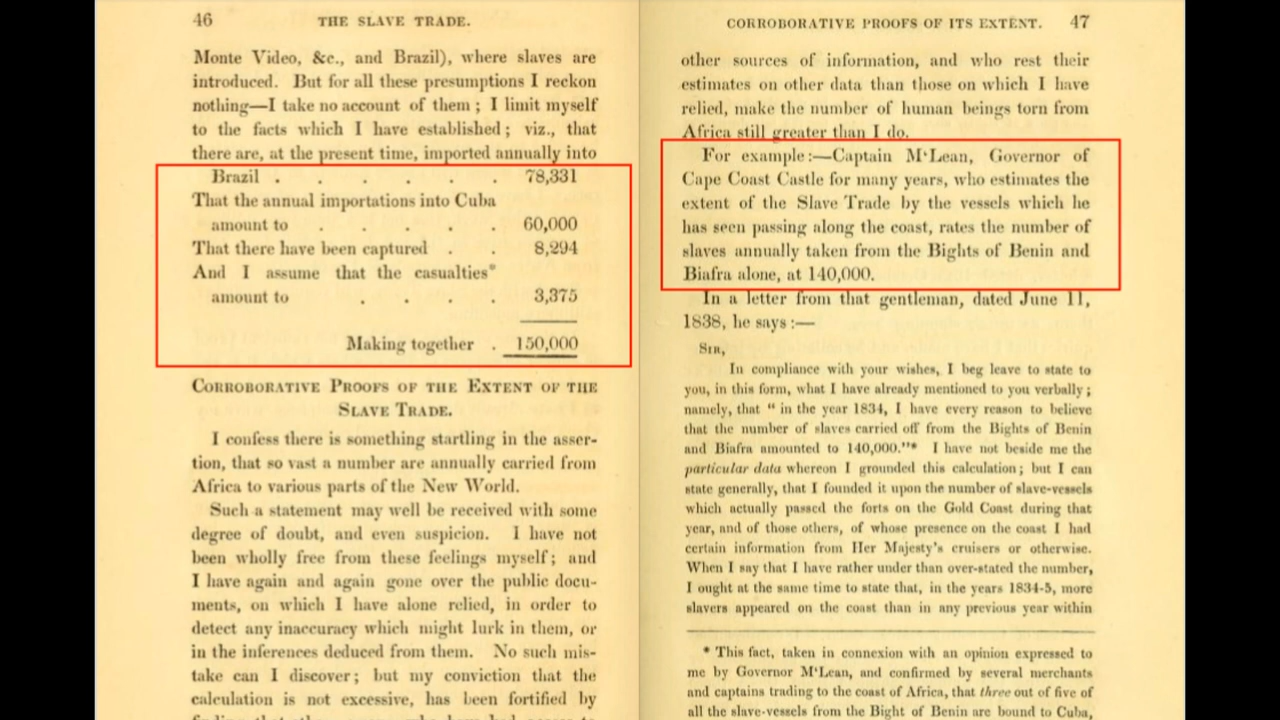 46 THE SLAVE TRADE.
Monte Video, &c., and Brazil), where slaves are
introduced. But for all these presumptions I reckon
nothing—I take no account of them; I limit myself
to the facts which I have established; viz., that
there are, at the present time, imported annually into
Brazil . . . . . . 78,331
That the annual importations into Cuba
amount to . . . . . 60,000
That there have been captured . . 8,294
And I assume that the casualties*
amount to . . . . 3,375
Making together . 150,000
CORROBORATIVE PROOFS OF THE EXTENT OF THE
SLAVE TRADE.
I confess there is something startling in the asser-
tion, that so vast a number are annually carried from
Africa to various parts of the New World.
Such a statement may well be received with some
degree of doubt, and even suspicion. I have not
been wholly free from these feelings myself; and
I have again and again gone over the public docu-
ments, on which I have alone relied, in order to
detect any inaccuracy which might lurk in them, or
in the inferences deduced from them. No such mis-
take can I discover; but my conviction that the
calculation is not excessive, has been fortified by
CORROBORATIVE PROOFS OF ITS EXTENT. 47
other sources of information, and who rest their
estimates on other data than those on which I have
relied, make the number of human beings torn from
Africa still greater than I do.
For example:—Captain M‘Lean, Governor of
Cape Coast Castle for many years, who estimates the
extent of the Slave Trade by the vessels which he
has seen passing along the coast, rates the number of
slaves annually taken from the Bights of Benin and
Biafra alone, at 140,000.
In a letter from that gentleman, dated June 11,
1838, he says:—
SIR,
In compliance with your wishes, I beg leave to state to
you, in this form, what I have already mentioned to you verbally;
namely, that “ in the year 1834, I have every reason to believe
that the number of slaves carried off from the Bights of Benin
and Biafra amounted to 140,000.”* I have not beside me the
particular data whereon I grounded this calculation; but I can
state generally, that I founded it upon the number of slave-vessels
which actually passed the forts on the Gold Coast during that
year, and of those others, of whose presence on the coast I had
certain information from Her Majesty's cruisers or otherwise.
When I say that I have rather under than over-stated the number,
I ought at the same time to state that, in the years 1834-5, more
slavers appeared on the coast than in any previous year within
* This fact, taken in connexion with an opinion expressed to
me by Governor M‘Lean, and confirmed by several merchants
and captains trading to the coast of Africa, that three out of five of
all the slave-vessels from the Bight of Benin are bound to Cuba,